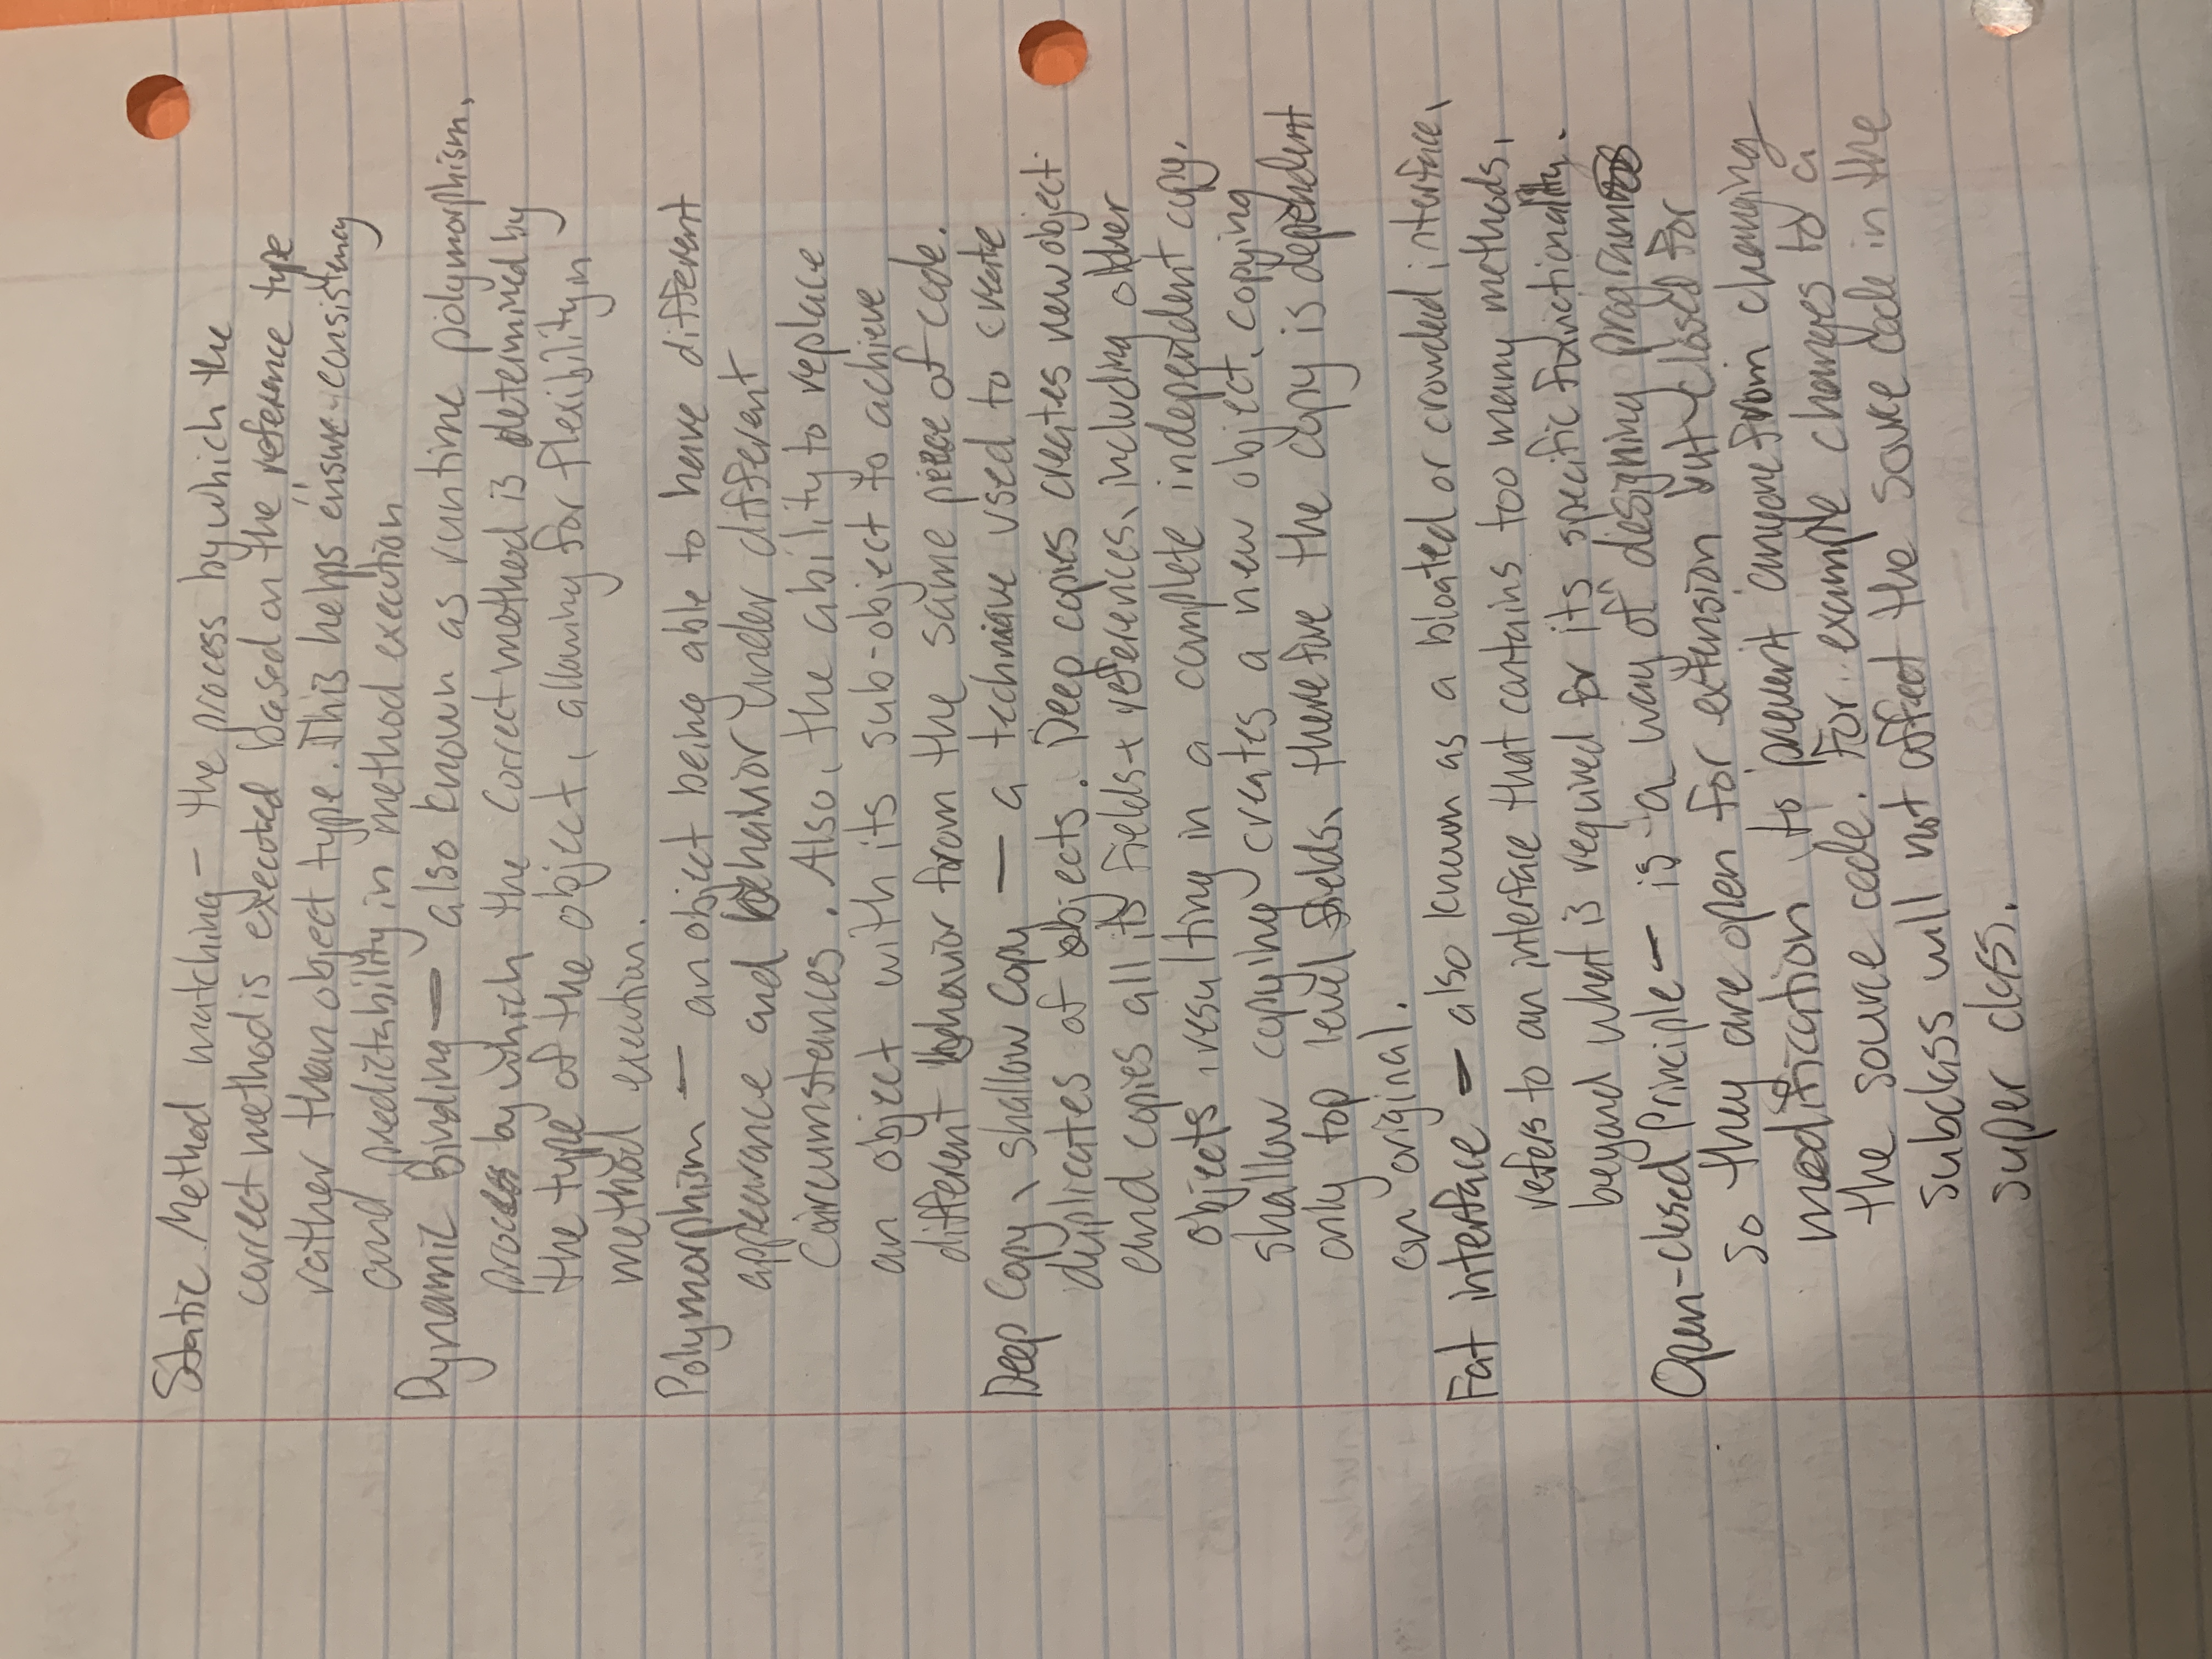 Static Method matching — the process by which the
correct method is executed based on the reference type
rather than object type. This helps ensure consistency
and predictability in method execution
Dynamic Binding — also known as runtime polymorphism,
process by which the correct method is determined by
the type of the object, allowing for flexibility in
method execution.
Polymorphism — an object being able to have different
appearance and behavior under different
circumstances. Also, the ability to replace
an object with its sub-object to achieve
different behavior from the same piece of code.
Deep Copy, shallow Copy — a technique used to create
duplicates of objects. Deep copies creates new object
and copies all its fields + references, including other
objects, resulting in a complete independent copy.
shallow copying creates a new object, copying
only top level fields, therefore the copy is dependent
on original.
Fat interface — also known as a bloated or crowded interface,
refers to an interface that contains too many methods,
beyond what is required for its specific functionality.
Open-closed Principle — is a way of designing program
so they are open for extension but closed for
modification, to prevent anyone from changing
the source code. For example changes to a
subclass will not affect the source code in the
super class.